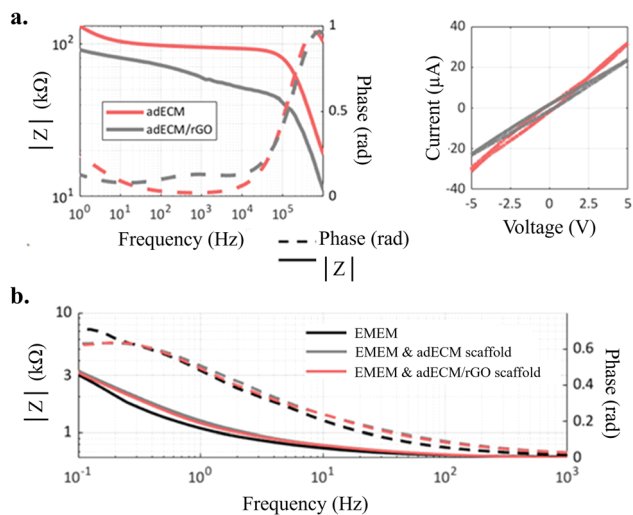 a.
10²
10¹
|Z| (kΩ)
adECM
adECM/rGO
1
0.5
0
Phase (rad)
10⁰ 10¹ 10² 10³ 10⁴ 10⁵
Frequency (Hz)
Phase (rad)
|Z|
40
20
0
-20
-40
Current (µA)
-5 -2.5 0 2.5 5
Voltage (V)
b.
10
3
1
|Z| (kΩ)
EMEM
EMEM & adECM scaffold
EMEM & adECM/rGO scaffold
0.6
0.4
0.2
0
Phase (rad)
10⁻¹ 10⁰ 10¹ 10² 10³
Frequency (Hz)